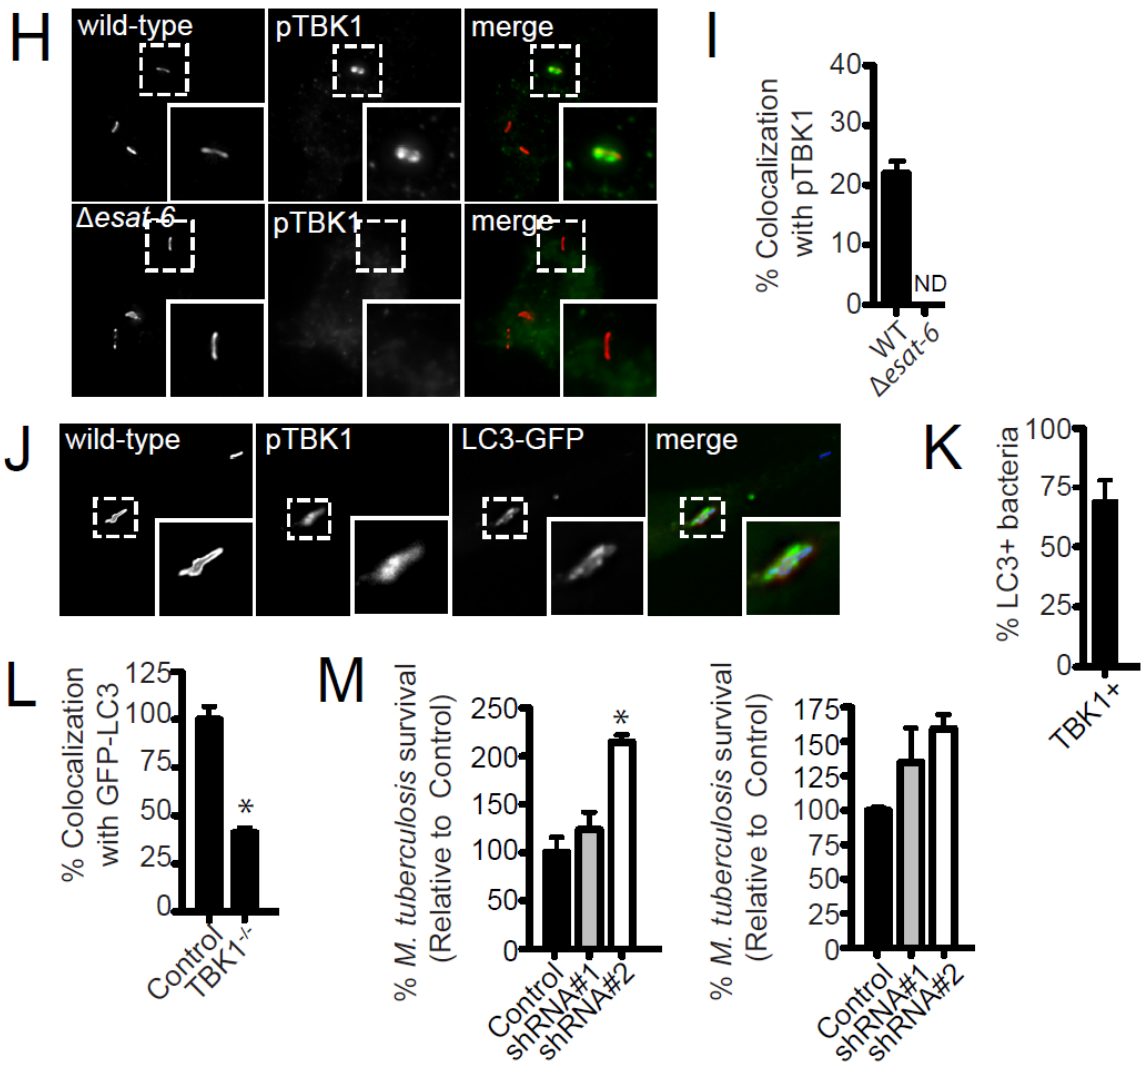 H
wild-type
pTBK1
merge
Δesat-6
pTBK1
merge
I
% Colocalization
with pTBK1
40
30
20
10
0
ND
WT
Δesat-6
J
wild-type
pTBK1
LC3-GFP
merge
K
% LC3+ bacteria
100
75
50
25
0
TBK1+
L
% Colocalization
with GFP-LC3
125
100
75
50
25
0
*
Control
TBK1-/-
M
% M. tuberculosis survival
(Relative to Control)
250
200
150
100
50
0
*
Control
shRNA#1
shRNA#2
% M. tuberculosis survival
(Relative to Control)
175
150
125
100
75
50
25
0
Control
shRNA#1
shRNA#2